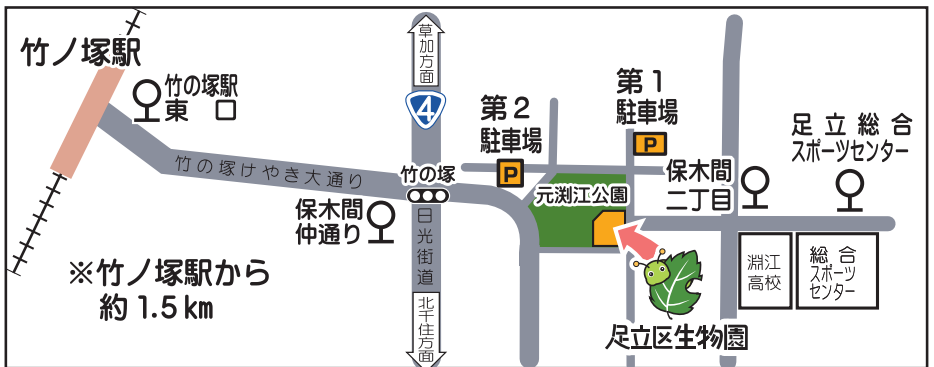 竹ノ塚駅
竹の塚駅
東口
草加方面
4
第2
駐車場
P
第1
駐車場
P
足立総合
スポーツセンター
竹の塚けやき大通り
竹の塚
元渕江公園
保木間
二丁目
保木間
仲通り
日光街道
※竹ノ塚駅から
約1.5km
北千住方面
淵江
高校
総合
スポーツ
センター
足立区生物園